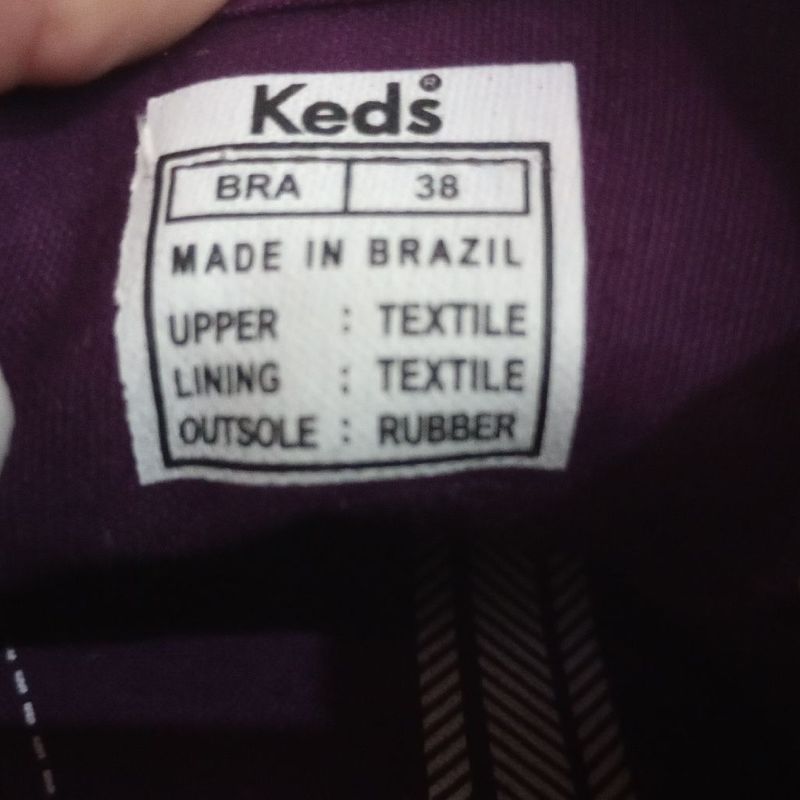 Keds®
BRA 38
MADE IN BRAZIL
UPPER : TEXTILE
LINING : TEXTILE
OUTSOLE : RUBBER